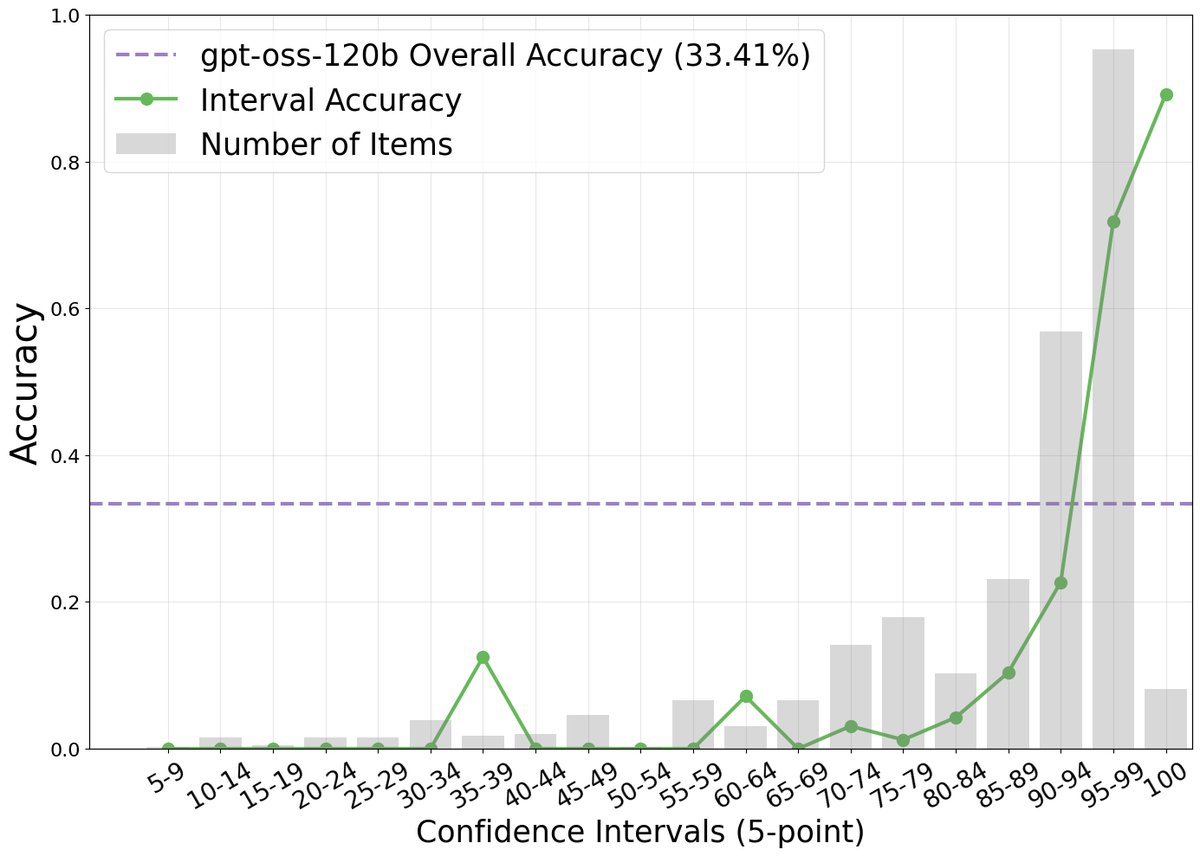 gpt-oss-120b Overall Accuracy (33.41%)
Interval Accuracy
Number of Items
Accuracy
1.0
0.8
0.6
0.4
0.2
0.0
5-9 10-14 15-19 20-24 25-29 30-34 35-39 40-44 45-49 50-54 55-59 60-64 65-69 70-74 75-79 80-84 85-89 90-94 95-99 100
Confidence Intervals (5-point)